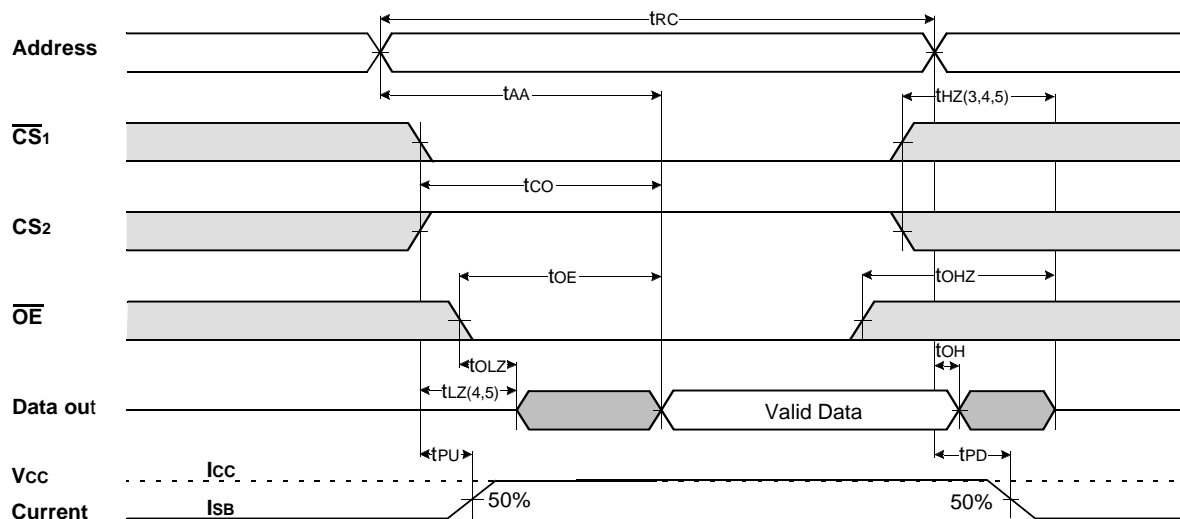 tRC
Address
tAA
tHZ(3,4,5)
CS1
tCO
CS2
tOE
tOHZ
OE
tOH
tOLZ
tLZ(4,5)
Data out
Valid Data
tPU
tPD
VCC
ICC
50%
50%
Current
ISB